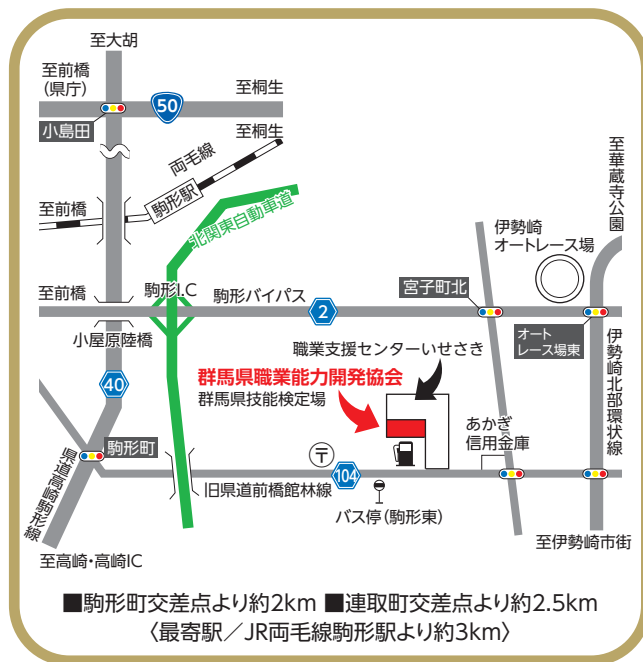 至大胡
至前橋
(県庁)
至桐生
50
小島田
至桐生
両毛線
駒形駅
至前橋
北関東自動車道
至華蔵寺公園
伊勢崎
オートレース場
至前橋
駒形I.C
駒形バイパス
2
宮子町北
小屋原陸橋
オート
レース場東
職業支援センターいせさき
群馬県職業能力開発協会
群馬県技能検定場
伊勢崎北部環状線
40
あかぎ
信用金庫
駒形町
〒
県道高崎駒形線
旧県道前橋館林線
104
バス停(駒形東)
至高崎・高崎IC
至伊勢崎市街
■駒形町交差点より約2km ■連取町交差点より約2.5km
〈最寄駅／JR両毛線駒形駅より約3km〉